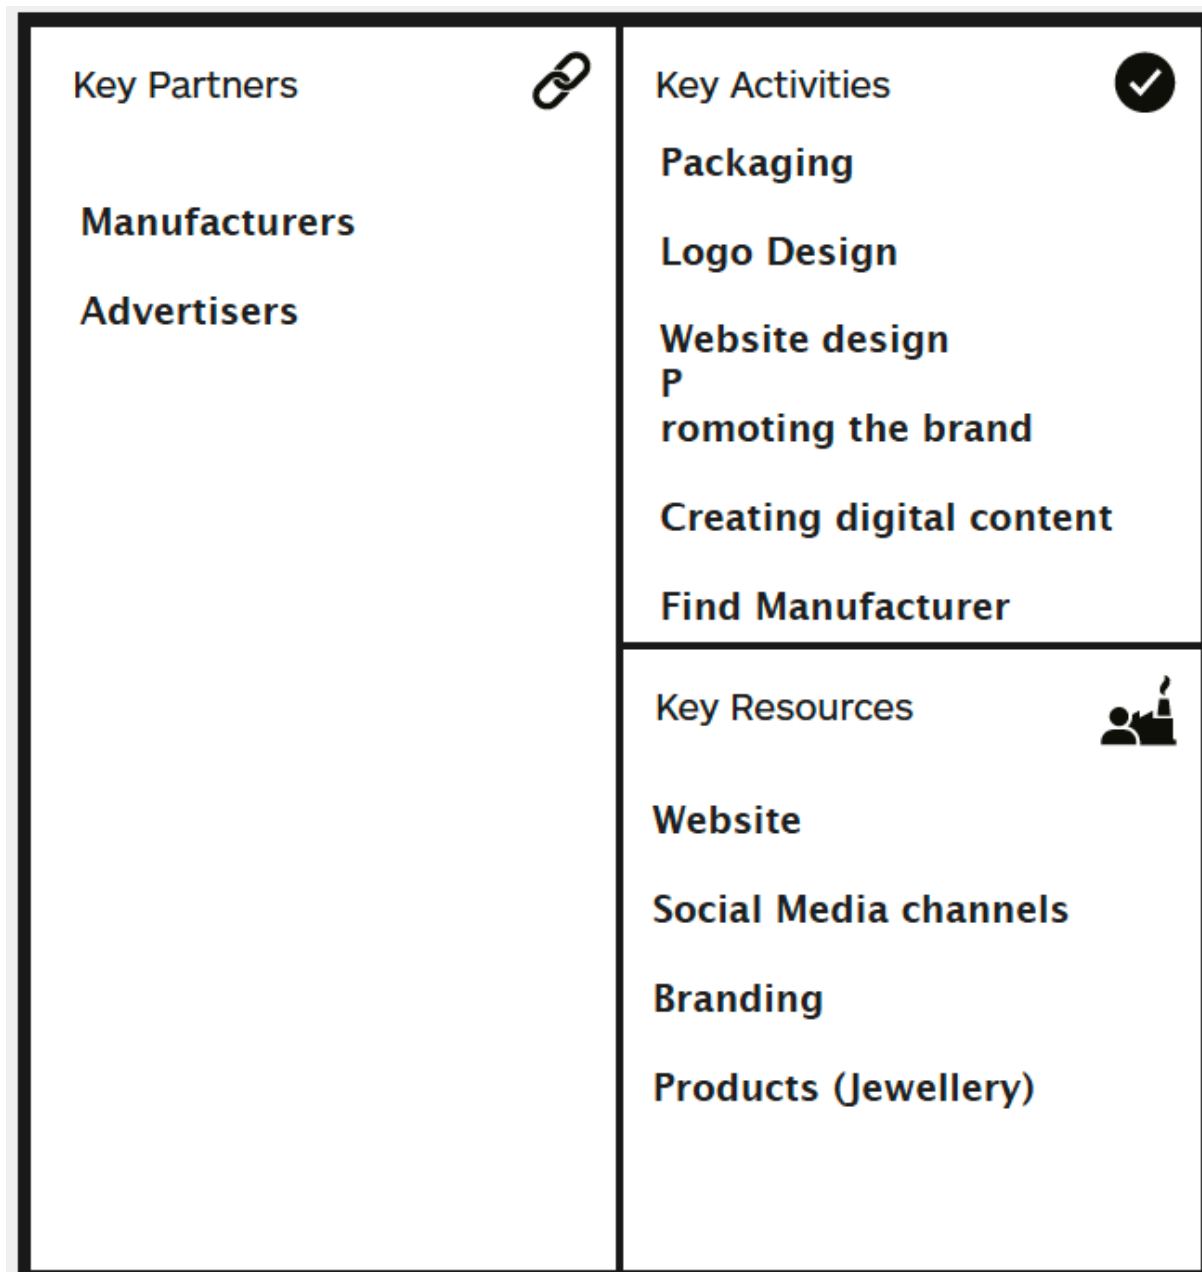 Key Partners
Manufacturers
Advertisers
Key Activities
Packaging
Logo Design
Website design
P
romoting the brand
Creating digital content
Find Manufacturer
Key Resources
Website
Social Media channels
Branding
Products (Jewellery)